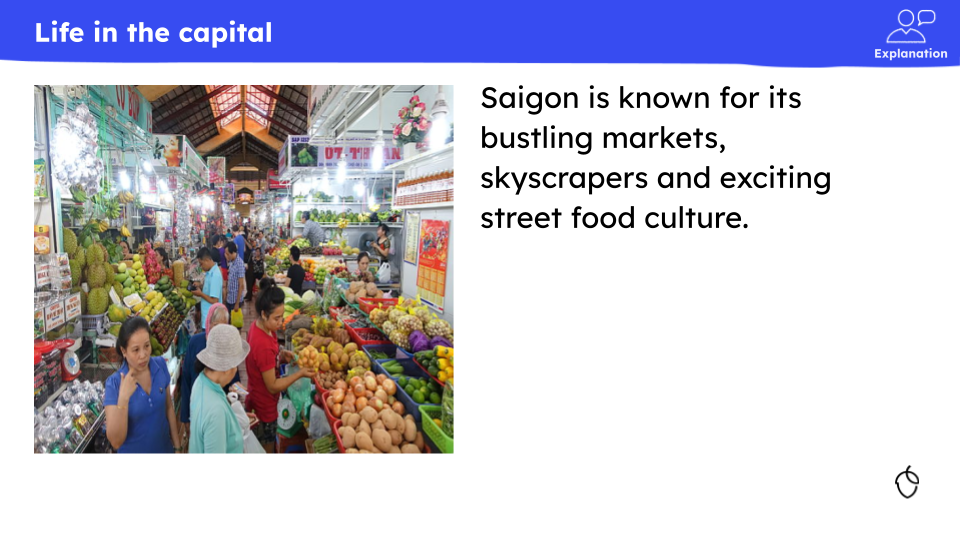 Life in the capital
Explanation
Saigon is known for its
bustling markets,
skyscrapers and exciting
street food culture.